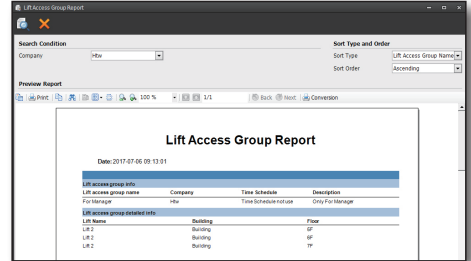 Lift Access Group Report
Search Condition
Sort Type and Order
Company Htw
Sort Type Lift Access Group Name
Sort Order Ascending
Preview Report
Print 100 % 1/1 Back Next Conversion
Lift Access Group Report
Date: 2017-07-06 09:13:01
Lift access group info
Lift access group name Company Time Schedule Description
For Manager Htw Time Schedule not use Only For Manager
Lift access group detailed info
Lift Name Building Floor
Lift 2 Building 5F
Lift 2 Building 6F
Lift 2 Building 7F